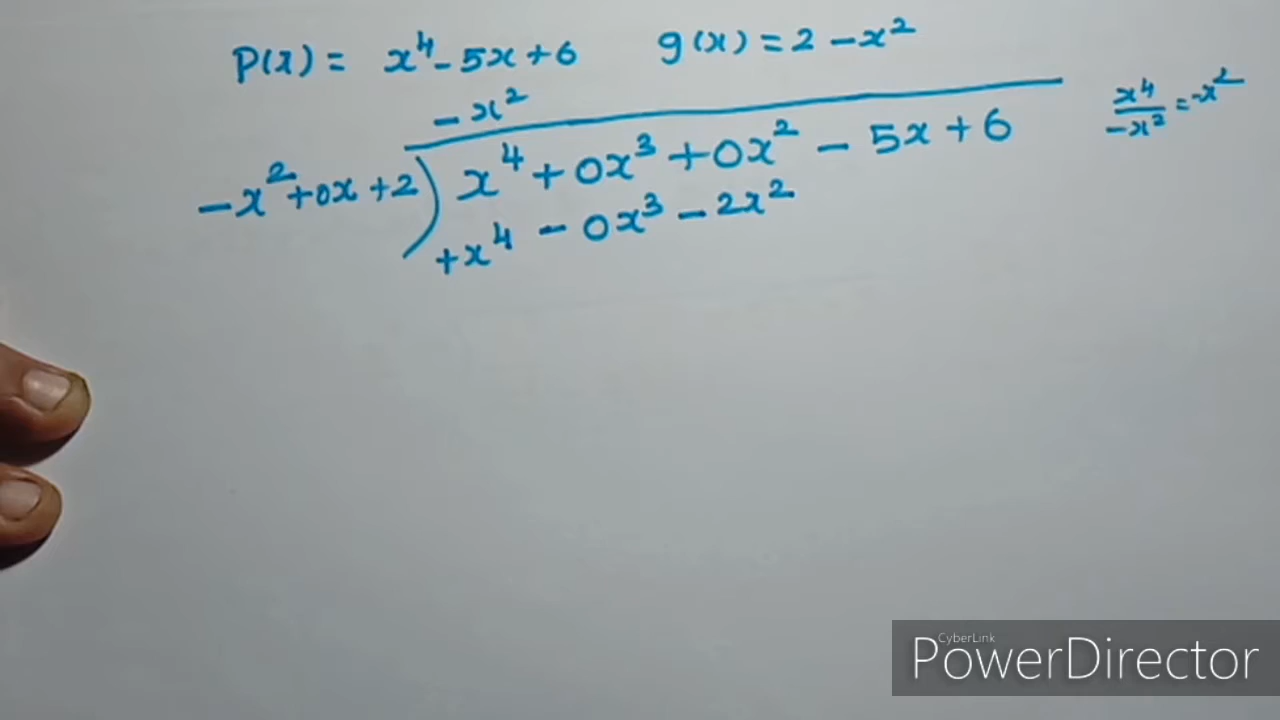 P(x) = x⁴ - 5x + 6 g(x) = 2 - x²
- x²
x⁴/-x² = -x²
-x² + 0x + 2 ) x⁴ + 0x³ + 0x² - 5x + 6
+x⁴ - 0x³ - 2x²
CyberLink
PowerDirector